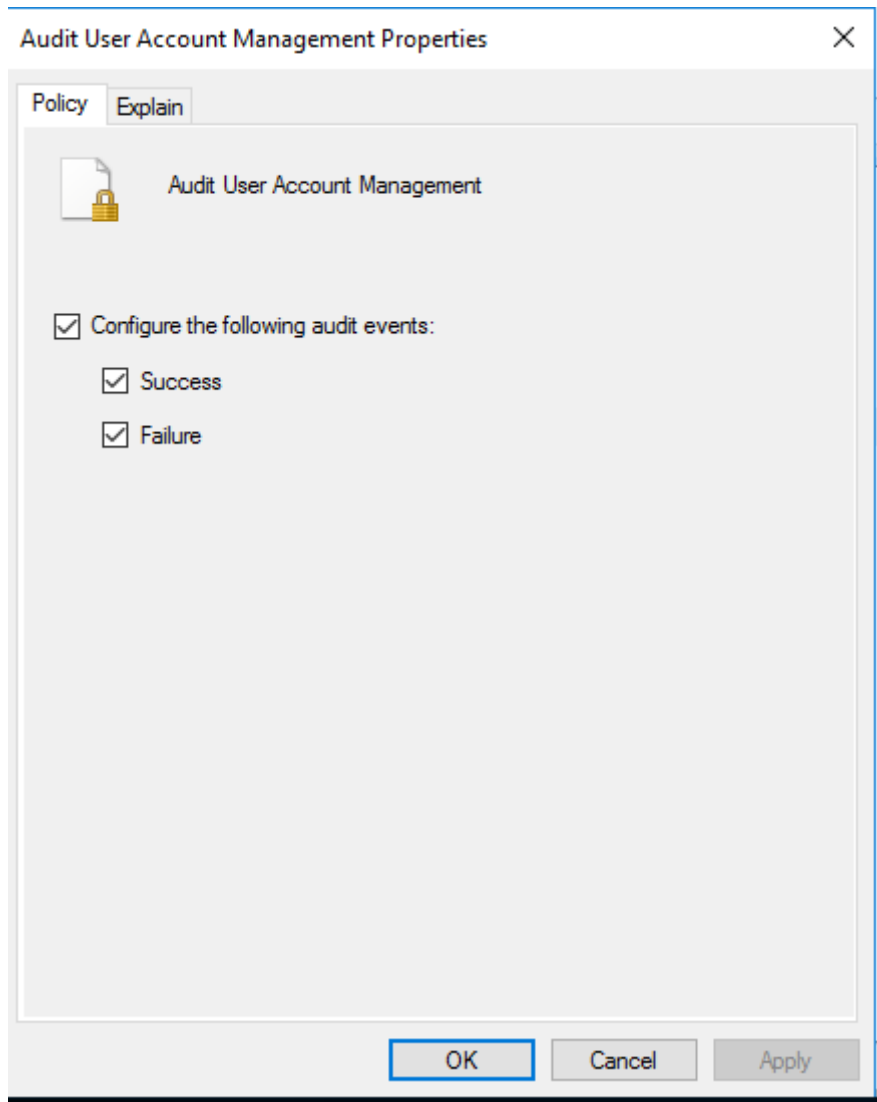 Audit User Account Management Properties
Policy
Explain
Audit User Account Management
Configure the following audit events:
Success
Failure
OK
Cancel
Apply